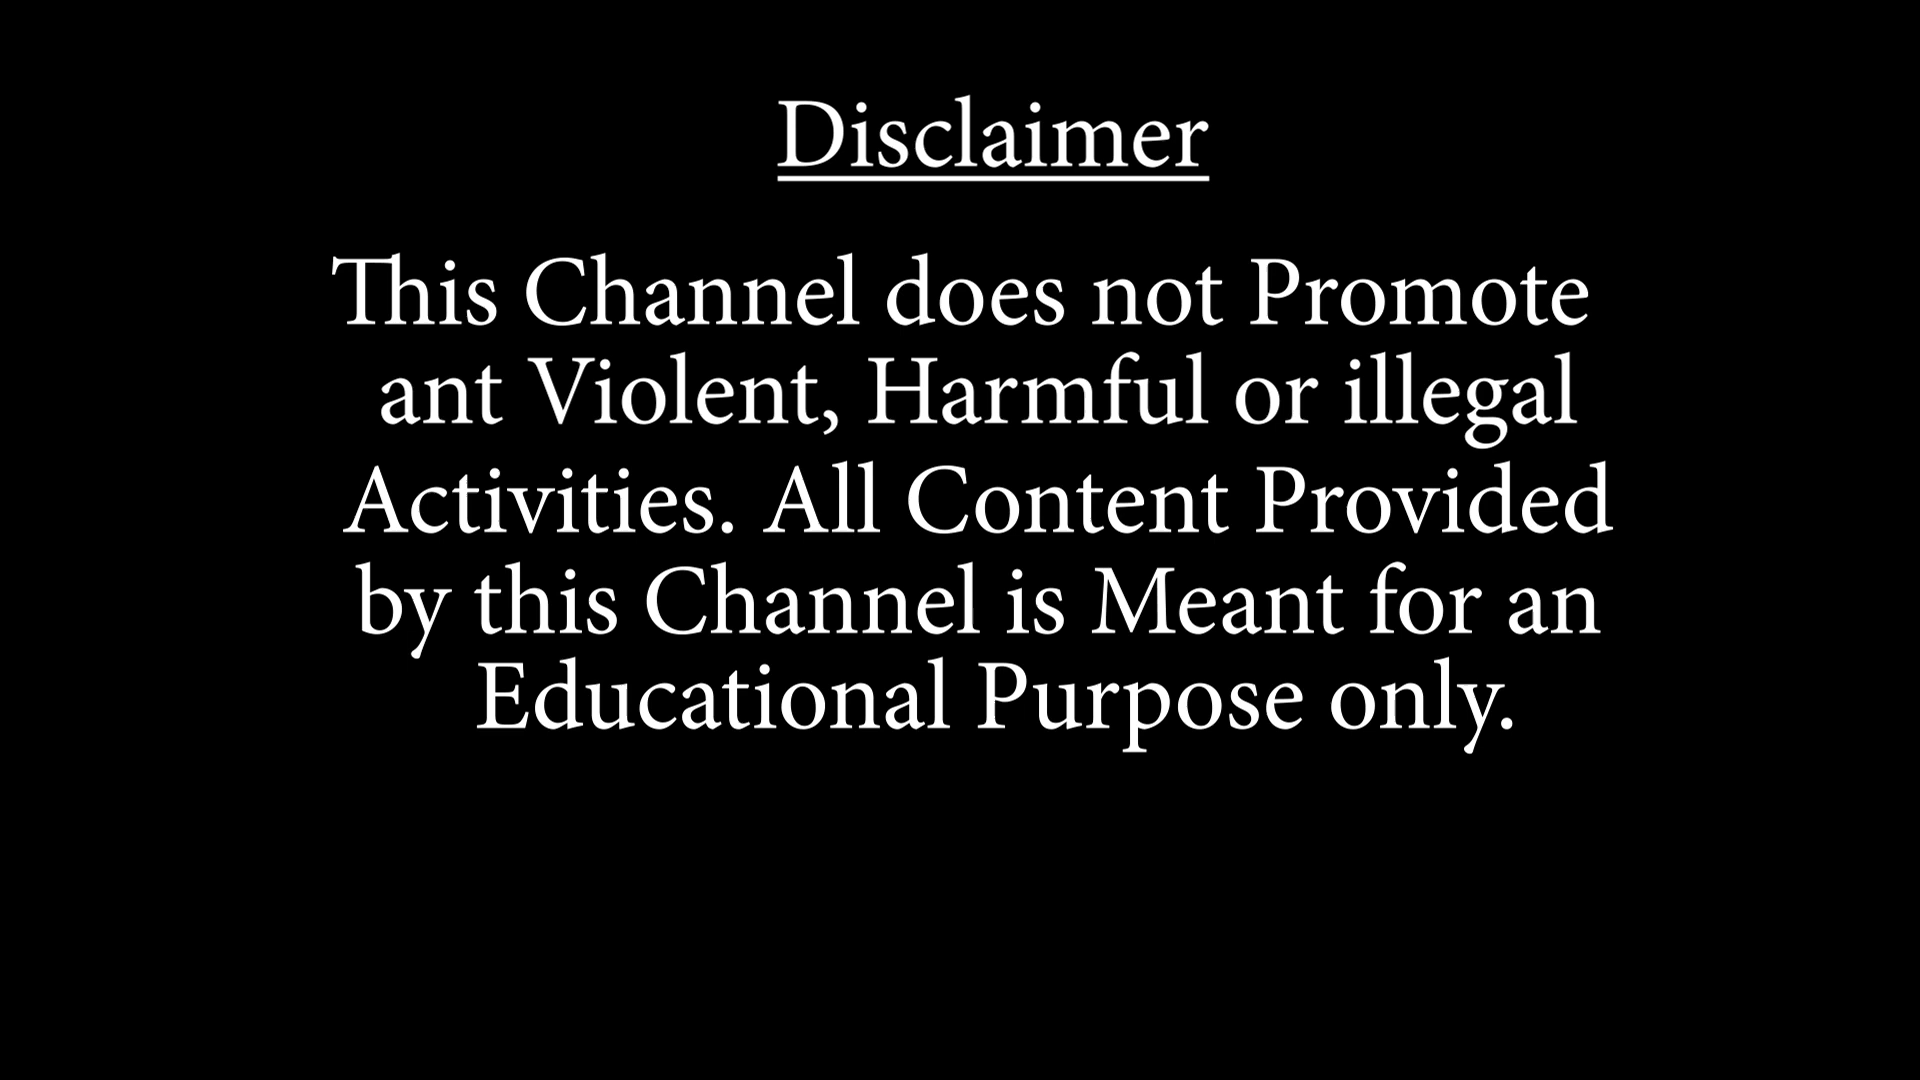 Disclaimer
This Channel does not Promote
ant Violent, Harmful or illegal
Activities. All Content Provided
by this Channel is Meant for an
Educational Purpose only.